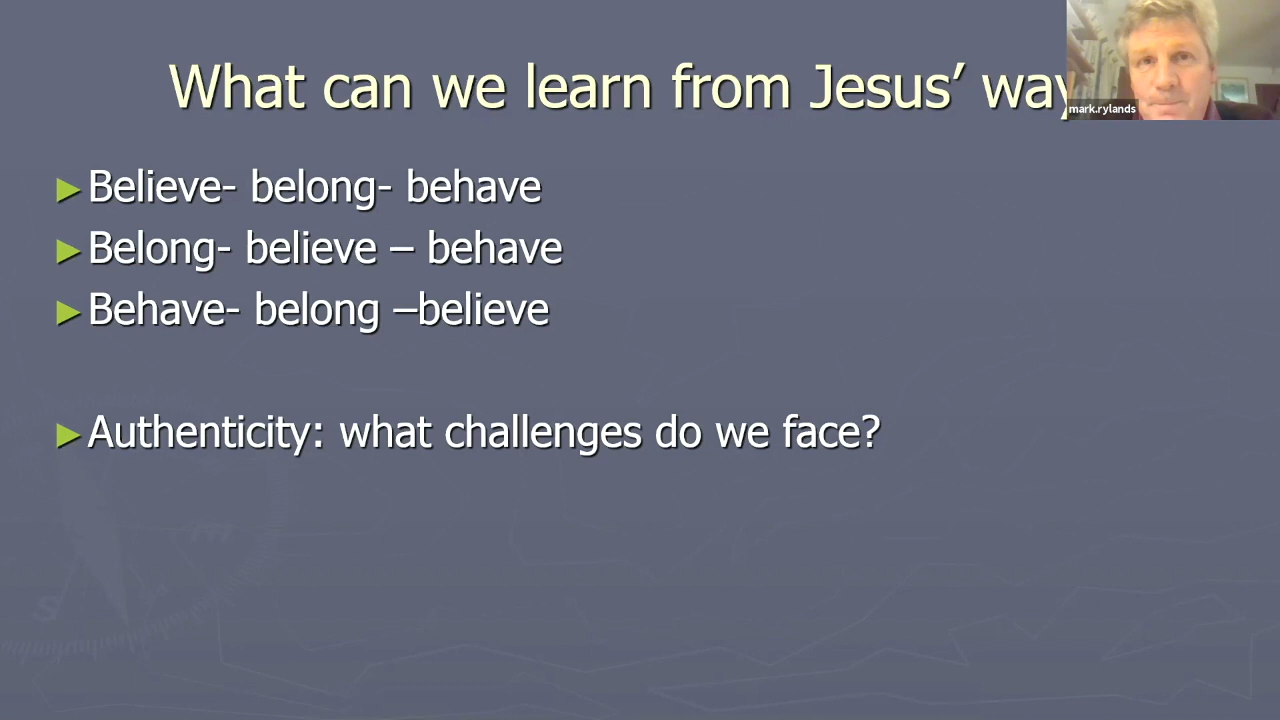 What can we learn from Jesus’ way
mark.rylands
Believe- belong- behave
Belong- believe – behave
Behave- belong –believe
Authenticity: what challenges do we face?